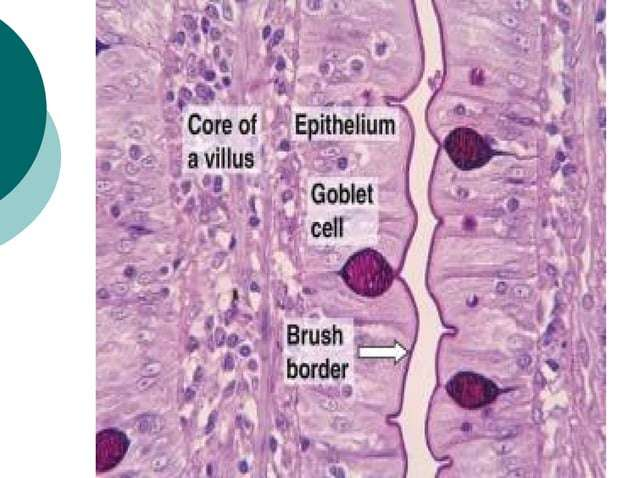 Core of
a villus
Epithelium
Goblet
cell
Brush
border